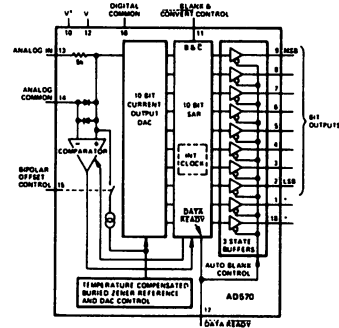 V+ V- DIGITAL COMMON BLANK & CONVERT CONTROL
10 12 16 11
ANALOG IN 13
5k
ANALOG COMMON 14
COMPARATOR
BIPOLAR OFFSET CONTROL 15
10 BIT CURRENT OUTPUT DAC
B & C
10 BIT SAR
INT CLOCK
DATA READY
9 MSB
8
7
6
5
4
3
2 LSB
1 *
18 *
BIT OUTPUTS
3 STATE BUFFERS
AUTO BLANK CONTROL
TEMPERATURE COMPENSATED BURIED ZENER REFERENCE AND DAC CONTROL
AD570
17
DATA READY